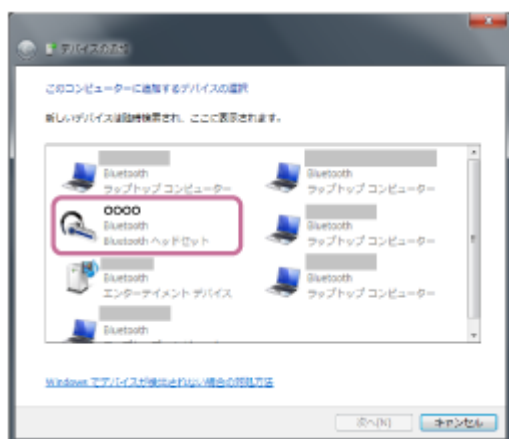 デバイスの追加
このコンピューターに追加するデバイスの選択
新しいデバイスは随時検索され、ここに表示されます。
Bluetooth
ラップトップ コンピューター
Bluetooth
ラップトップ コンピューター
OOOO
Bluetooth
Bluetooth ヘッドセット
Bluetooth
ラップトップ コンピューター
Bluetooth
エンターテイメント デバイス
Bluetooth
ラップトップ コンピューター
Bluetooth
Windows でデバイスが検出されない場合の対処方法
次へ(N)
キャンセル